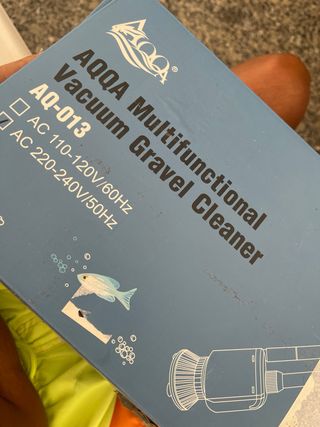 AQQA®
AQQA Multifunctional
Vacuum Gravel Cleaner
AQ-013
AC 110-120V/60Hz
AC 220-240V/50Hz